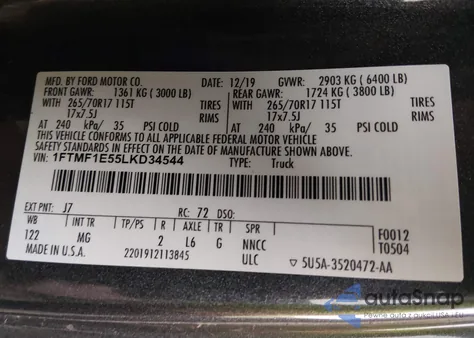 MFD. BY FORD MOTOR CO. DATE: 12/19 GVWR: 2903 KG ( 6400 LB)
FRONT GAWR: 1361 KG ( 3000 LB) REAR GAWR: 1724 KG ( 3800 LB)
265/70R17 115T TIRES 265/70R17 115T TIRES
17x7.5J RIMS 17x7.5J RIMS
AT 240 kPa/ 35 PSI COLD AT 240 kPa/ 35 PSI COLD
THIS VEHICLE CONFORMS TO ALL APPLICABLE FEDERAL MOTOR VEHICLE
SAFETY STANDARDS IN EFFECT ON THE DATE OF MANUFACTURE SHOWN ABOVE.
VIN: 1FTMF1E55LKD34544 TYPE: Truck
EXT PNT: J7 RC: 72 DSO:
WB INT TR TP/PS R AXLE TR SPR F0012
122 MG 2 L6 G NNCC T0504
MADE IN U.S.A. 2201912113845 ULC ▽ 5U5A-3520472-AA
autoSnap